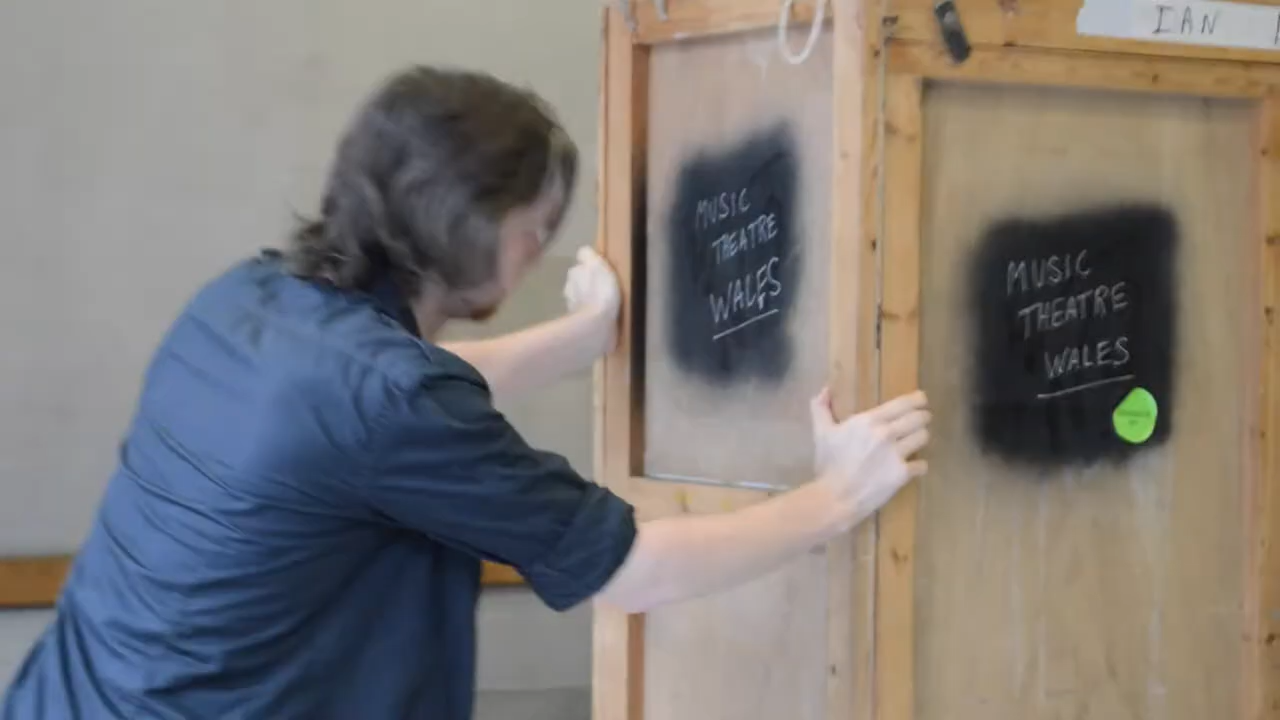 IAN
MUSIC
THEATRE
WALES
MUSIC
THEATRE
WALES